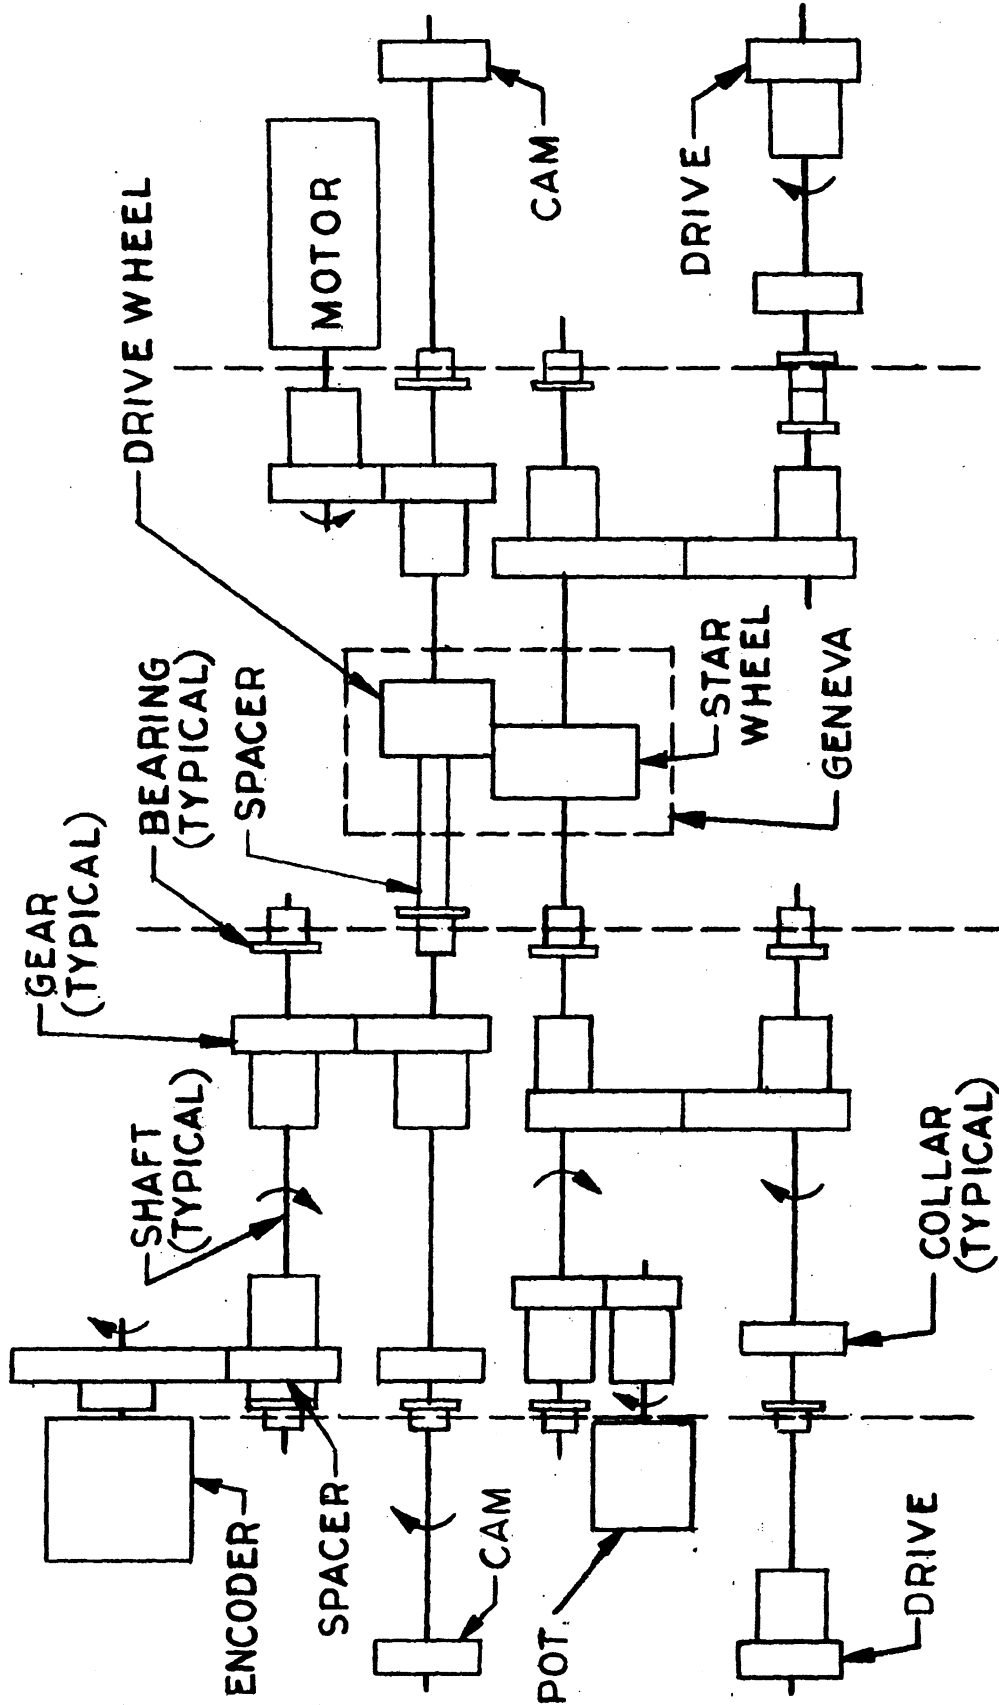 ENCODER
SPACER
CAM
POT.
DRIVE
SHAFT
(TYPICAL)
GEAR
(TYPICAL)
BEARING
(TYPICAL)
SPACER
COLLAR
(TYPICAL)
DRIVE WHEEL
STAR
WHEEL
GENEVA
MOTOR
CAM
DRIVE